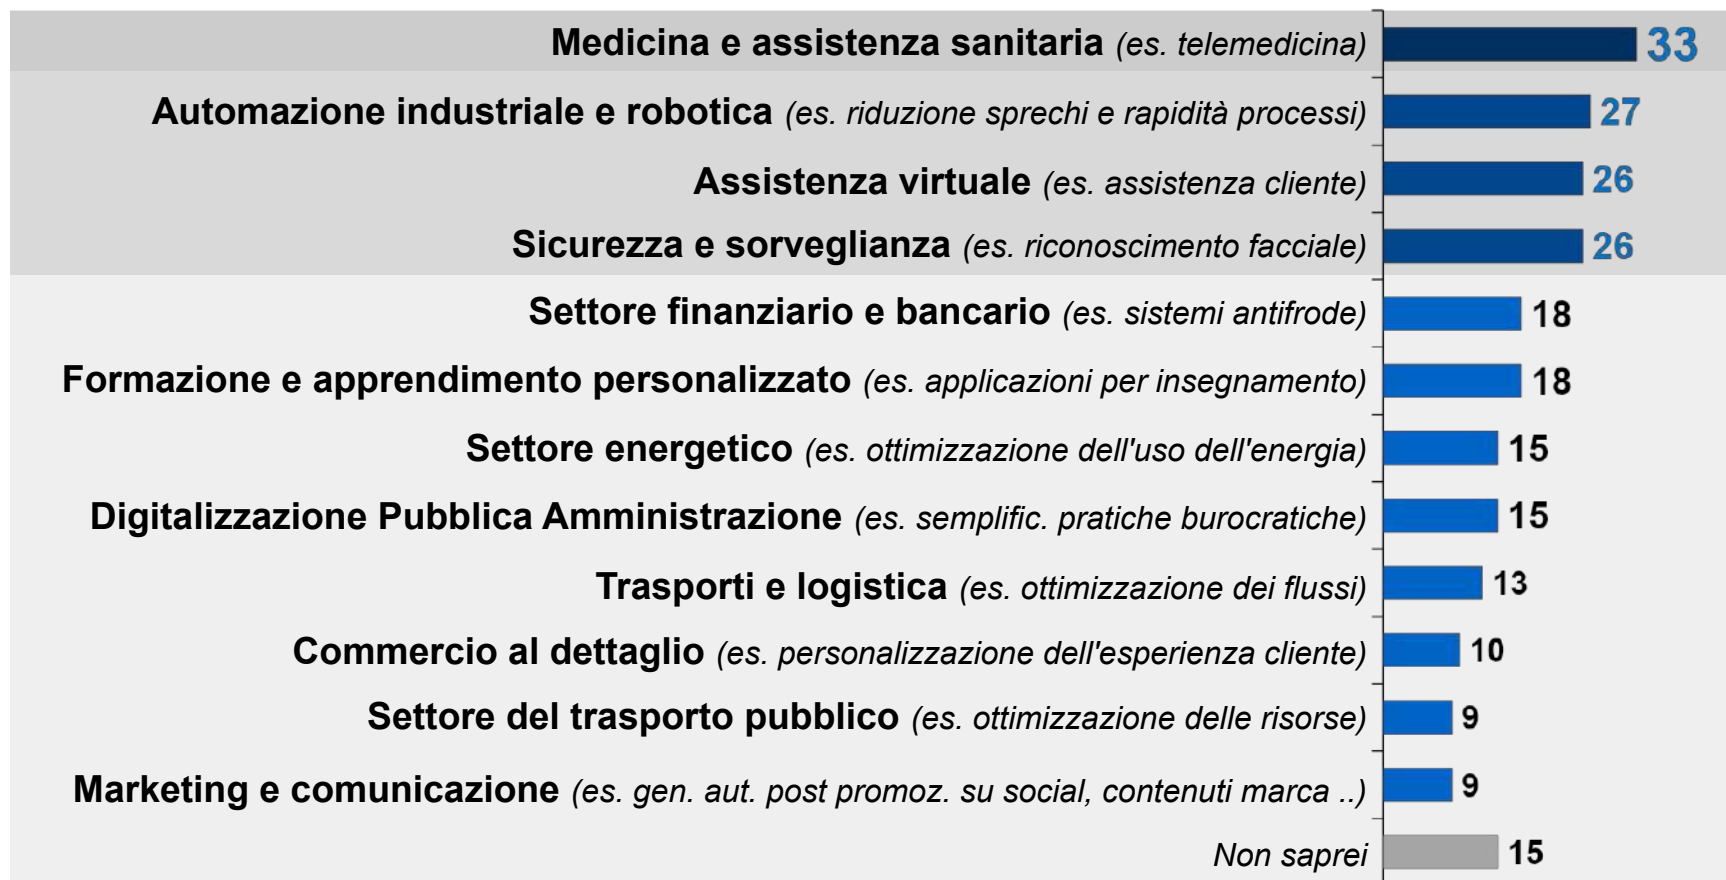 Medicina e assistenza sanitaria (es. telemedicina) 33
Automazione industriale e robotica (es. riduzione sprechi e rapidità processi) 27
Assistenza virtuale (es. assistenza cliente) 26
Sicurezza e sorveglianza (es. riconoscimento facciale) 26
Settore finanziario e bancario (es. sistemi antifrode) 18
Formazione e apprendimento personalizzato (es. applicazioni per insegnamento) 18
Settore energetico (es. ottimizzazione dell'uso dell'energia) 15
Digitalizzazione Pubblica Amministrazione (es. semplific. pratiche burocratiche) 15
Trasporti e logistica (es. ottimizzazione dei flussi) 13
Commercio al dettaglio (es. personalizzazione dell'esperienza cliente) 10
Settore del trasporto pubblico (es. ottimizzazione delle risorse) 9
Marketing e comunicazione (es. gen. aut. post promoz. su social, contenuti marca ..) 9
Non saprei 15